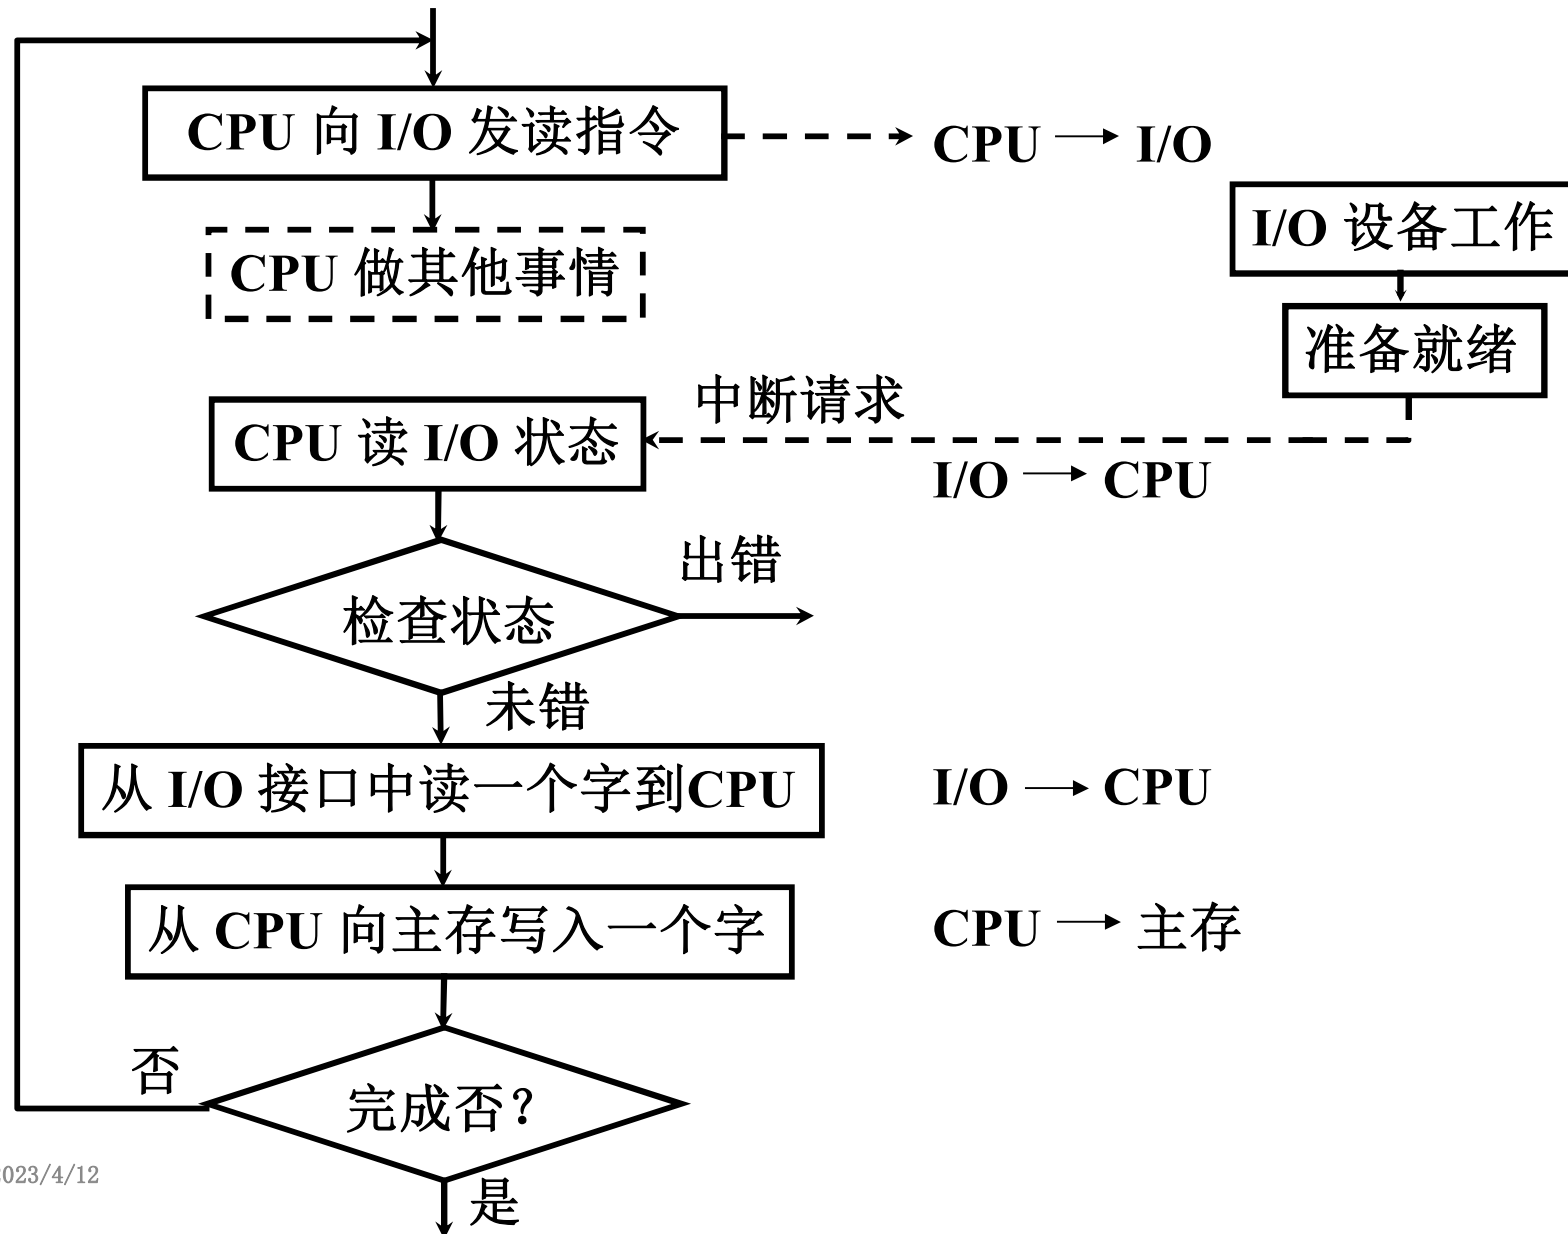 CPU 向 I/O 发读指令
CPU → I/O
I/O 设备工作
CPU 做其他事情
准备就绪
中断请求
CPU 读 I/O 状态
I/O → CPU
出错
检查状态
未错
从 I/O 接口中读一个字到CPU
I/O → CPU
从 CPU 向主存写入一个字
CPU → 主存
否
完成否？
023/4/12
是